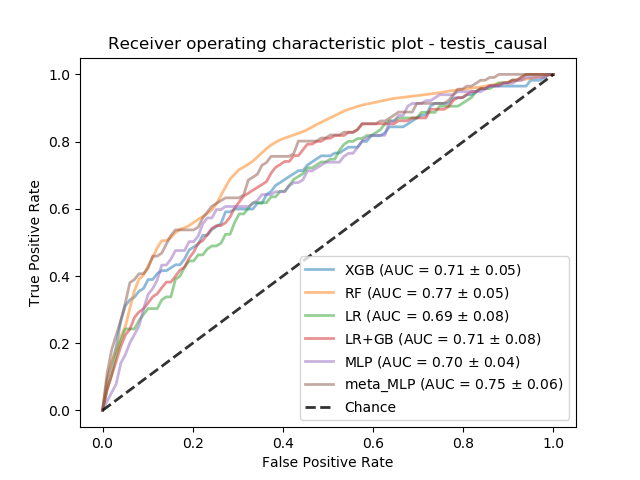 Receiver operating characteristic plot - testis_causal
True Positive Rate
1.0
0.8
0.6
0.4
0.2
0.0
XGB (AUC = 0.71 ± 0.05)
RF (AUC = 0.77 ± 0.05)
LR (AUC = 0.69 ± 0.08)
LR+GB (AUC = 0.71 ± 0.08)
MLP (AUC = 0.70 ± 0.04)
meta_MLP (AUC = 0.75 ± 0.06)
Chance
0.0 0.2 0.4 0.6 0.8 1.0
False Positive Rate